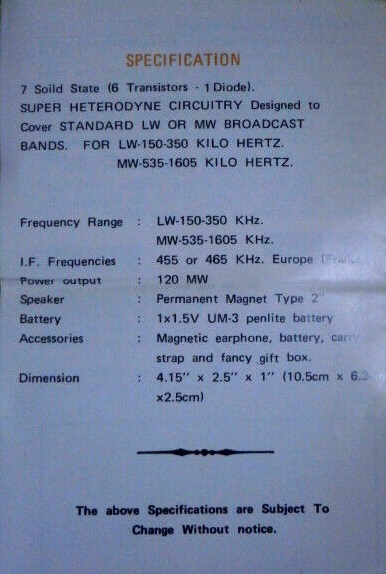 SPECIFICATION
7 Soild State (6 Transistors - 1 Diode).
SUPER HETERODYNE CIRCUITRY Designed to
Cover STANDARD LW OR MW BROADCAST
BANDS. FOR LW-150-350 KILO HERTZ.
MW-535-1605 KILO HERTZ.
Frequency Range : LW-150-350 KHz.
MW-535-1605 KHz.
I.F. Frequencies : 455 or 465 KHz. Europe
Power output : 120 MW
Speaker : Permanent Magnet Type 2"
Battery : 1x1.5V UM-3 penlite battery
Accessories : Magnetic earphone, battery, carry
strap and fancy gift box.
Dimension : 4.15" x 2.5" x 1" (10.5cm x 6.3cm
x2.5cm)
The above Specifications are Subject To
Change Without notice.